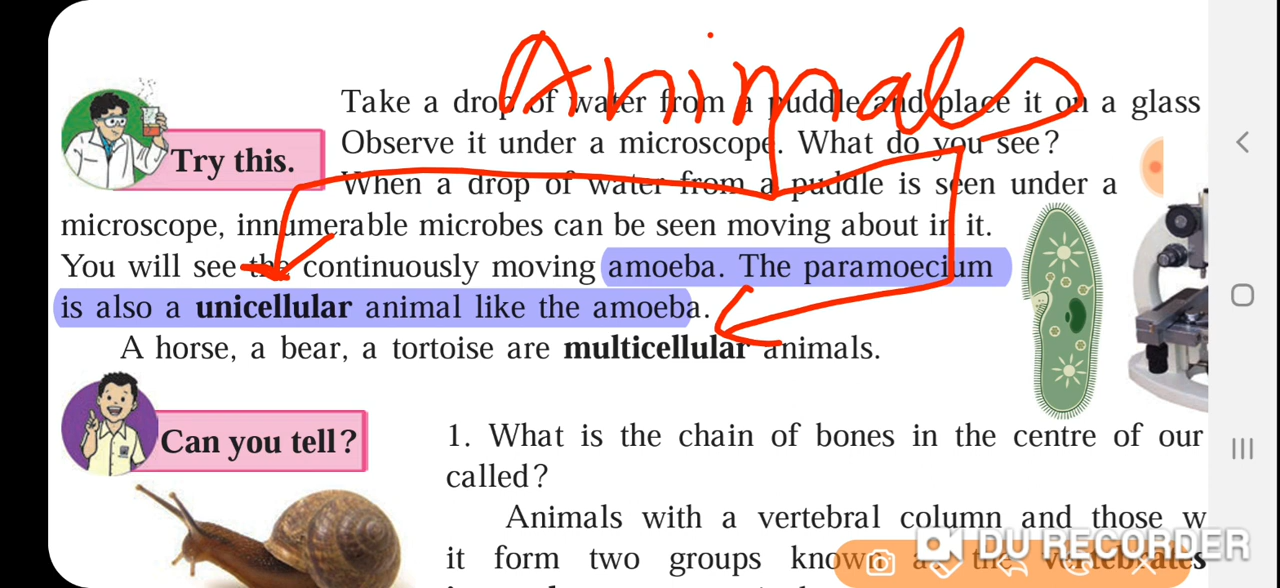 Animals
Take a drop of water from a puddle and place it on a glass
Try this.
Observe it under a microscope. What do you see?
When a drop of water from a puddle is seen under a
microscope, innumerable microbes can be seen moving about in it.
You will see the continuously moving amoeba. The paramoecium
is also a unicellular animal like the amoeba.
A horse, a bear, a tortoise are multicellular animals.
Can you tell?
1. What is the chain of bones in the centre of our
called?
Animals with a vertebral column and those w
it form two groups known as the vertebrates
DU RECORDER